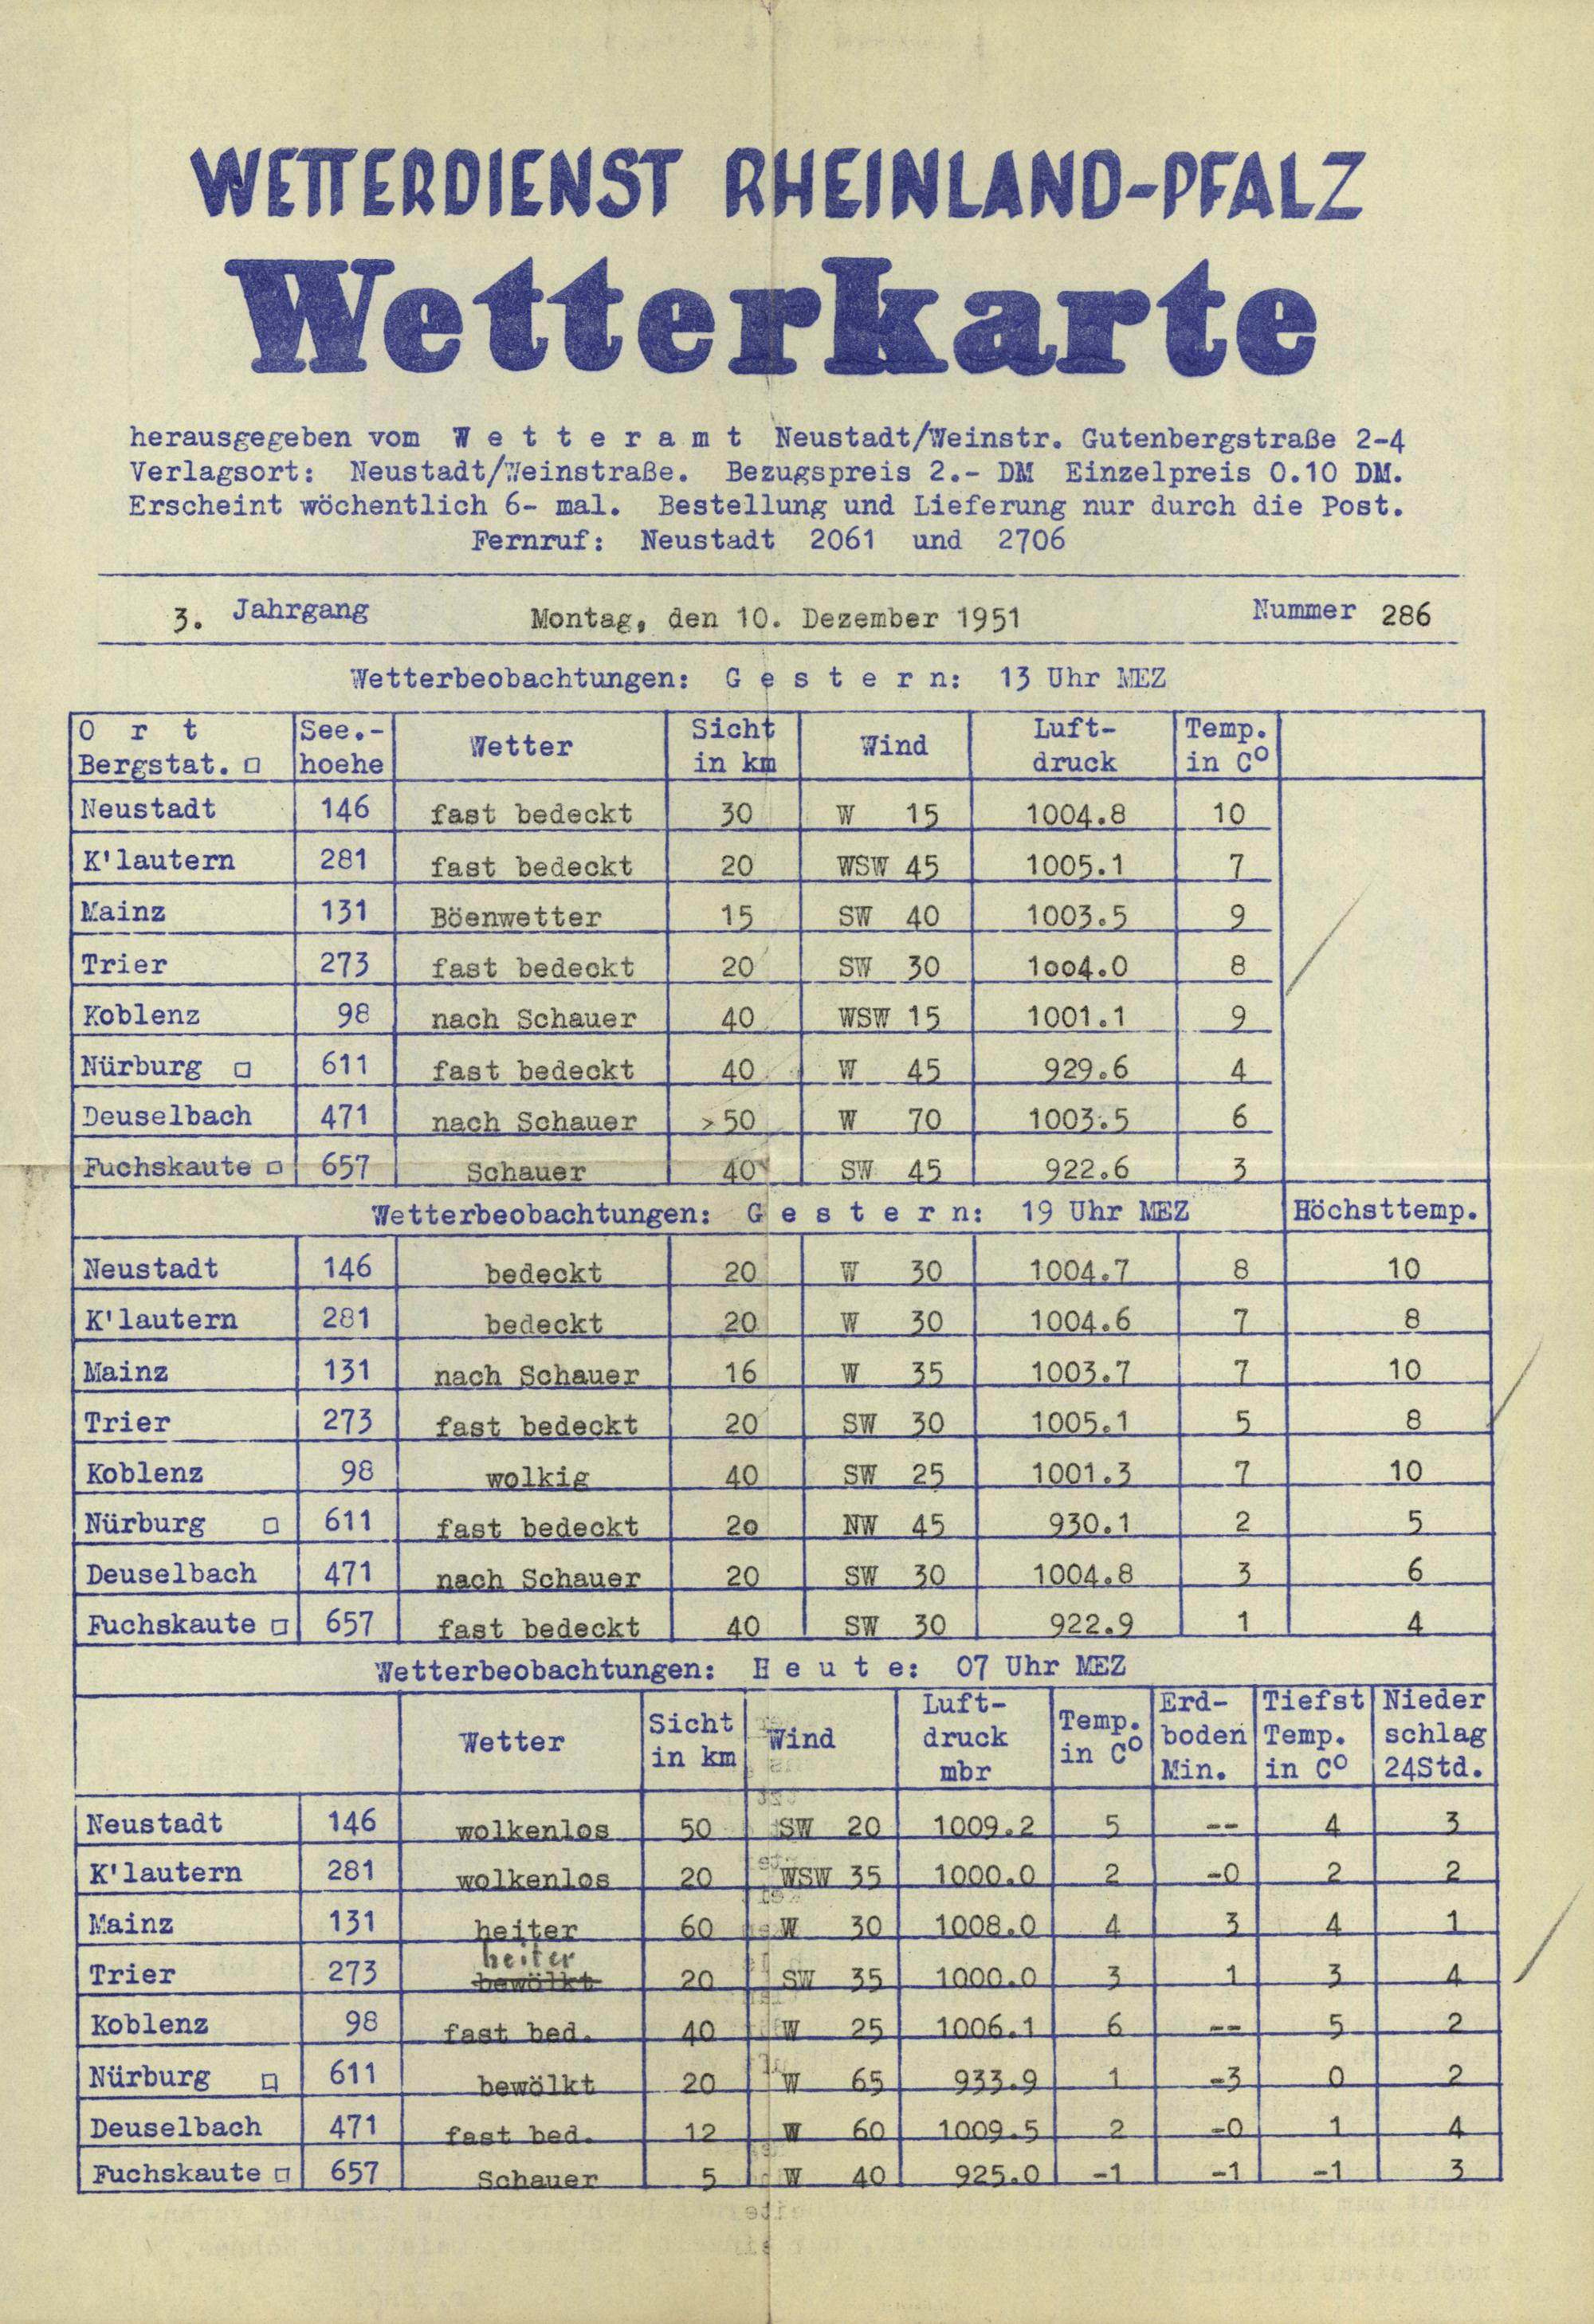 WETTERDIENST RHEINLAND-PFALZ
Wetterkarte
herausgegeben vom W e t t e r a m t Neustadt/Weinstr. Gutenbergstraße 2-4
Verlagsort: Neustadt/Weinstraße. Bezugspreis 2.- DM Einzelpreis 0.10 DM.
Erscheint wöchentlich 6- mal. Bestellung und Lieferung nur durch die Post.
Fernruf: Neustadt 2061 und 2706
3. Jahrgang Montag, den 10. Dezember 1951 Nummer 286
Wetterbeobachtungen: G e s t e r n: 13 Uhr MEZ
O r t See.- Wetter Sicht Wind Luft- Temp.
Bergstat. □ hoehe in km druck in C°
Neustadt 146 fast bedeckt 30 W 15 1004.8 10
K'lautern 281 fast bedeckt 20 WSW 45 1005.1 7
Mainz 131 Böenwetter 15 SW 40 1003.5 9
Trier 273 fast bedeckt 20 SW 30 1004.0 8
Koblenz 98 nach Schauer 40 WSW 15 1001.1 9
Nürburg □ 611 fast bedeckt 40 W 45 929.6 4
Deuselbach 471 nach Schauer >50 W 70 1003.5 6
Fuchskaute □ 657 Schauer 40 SW 45 922.6 3
Wetterbeobachtungen: G e s t e r n: 19 Uhr MEZ Höchsttemp.
Neustadt 146 bedeckt 20 W 30 1004.7 8 10
K'lautern 281 bedeckt 20 W 30 1004.6 7 8
Mainz 131 nach Schauer 16 W 35 1003.7 7 10
Trier 273 fast bedeckt 20 SW 30 1005.1 5 8
Koblenz 98 wolkig 40 SW 25 1001.3 7 10
Nürburg □ 611 fast bedeckt 20 NW 45 930.1 2 5
Deuselbach 471 nach Schauer 20 SW 30 1004.8 3 6
Fuchskaute □ 657 fast bedeckt 40 SW 30 922.9 1 4
Wetterbeobachtungen: H e u t e: 07 Uhr MEZ
Luft- Erd- Tiefst Nieder
Wetter Sicht Wind druck Temp. boden Temp. schlag
in km mbr in C° Min. in C° 24Std.
Neustadt 146 wolkenlos 50 SW 20 1009.2 5 -- 4 3
K'lautern 281 wolkenlos 20 WSW 35 1000.0 2 -0 2 2
Mainz 131 heiter 60 W 30 1008.0 4 3 4 1
heiter
Trier 273 bewölkt 20 SW 35 1000.0 3 1 3 4
Koblenz 98 fast bed. 40 W 25 1006.1 6 -- 5 2
Nürburg □ 611 bewölkt 20 W 65 933.9 1 -3 0 2
Deuselbach 471 fast bed. 12 W 60 1009.5 2 -0 1 4
Fuchskaute □ 657 Schauer 5 W 40 925.0 -1 -1 -1 3